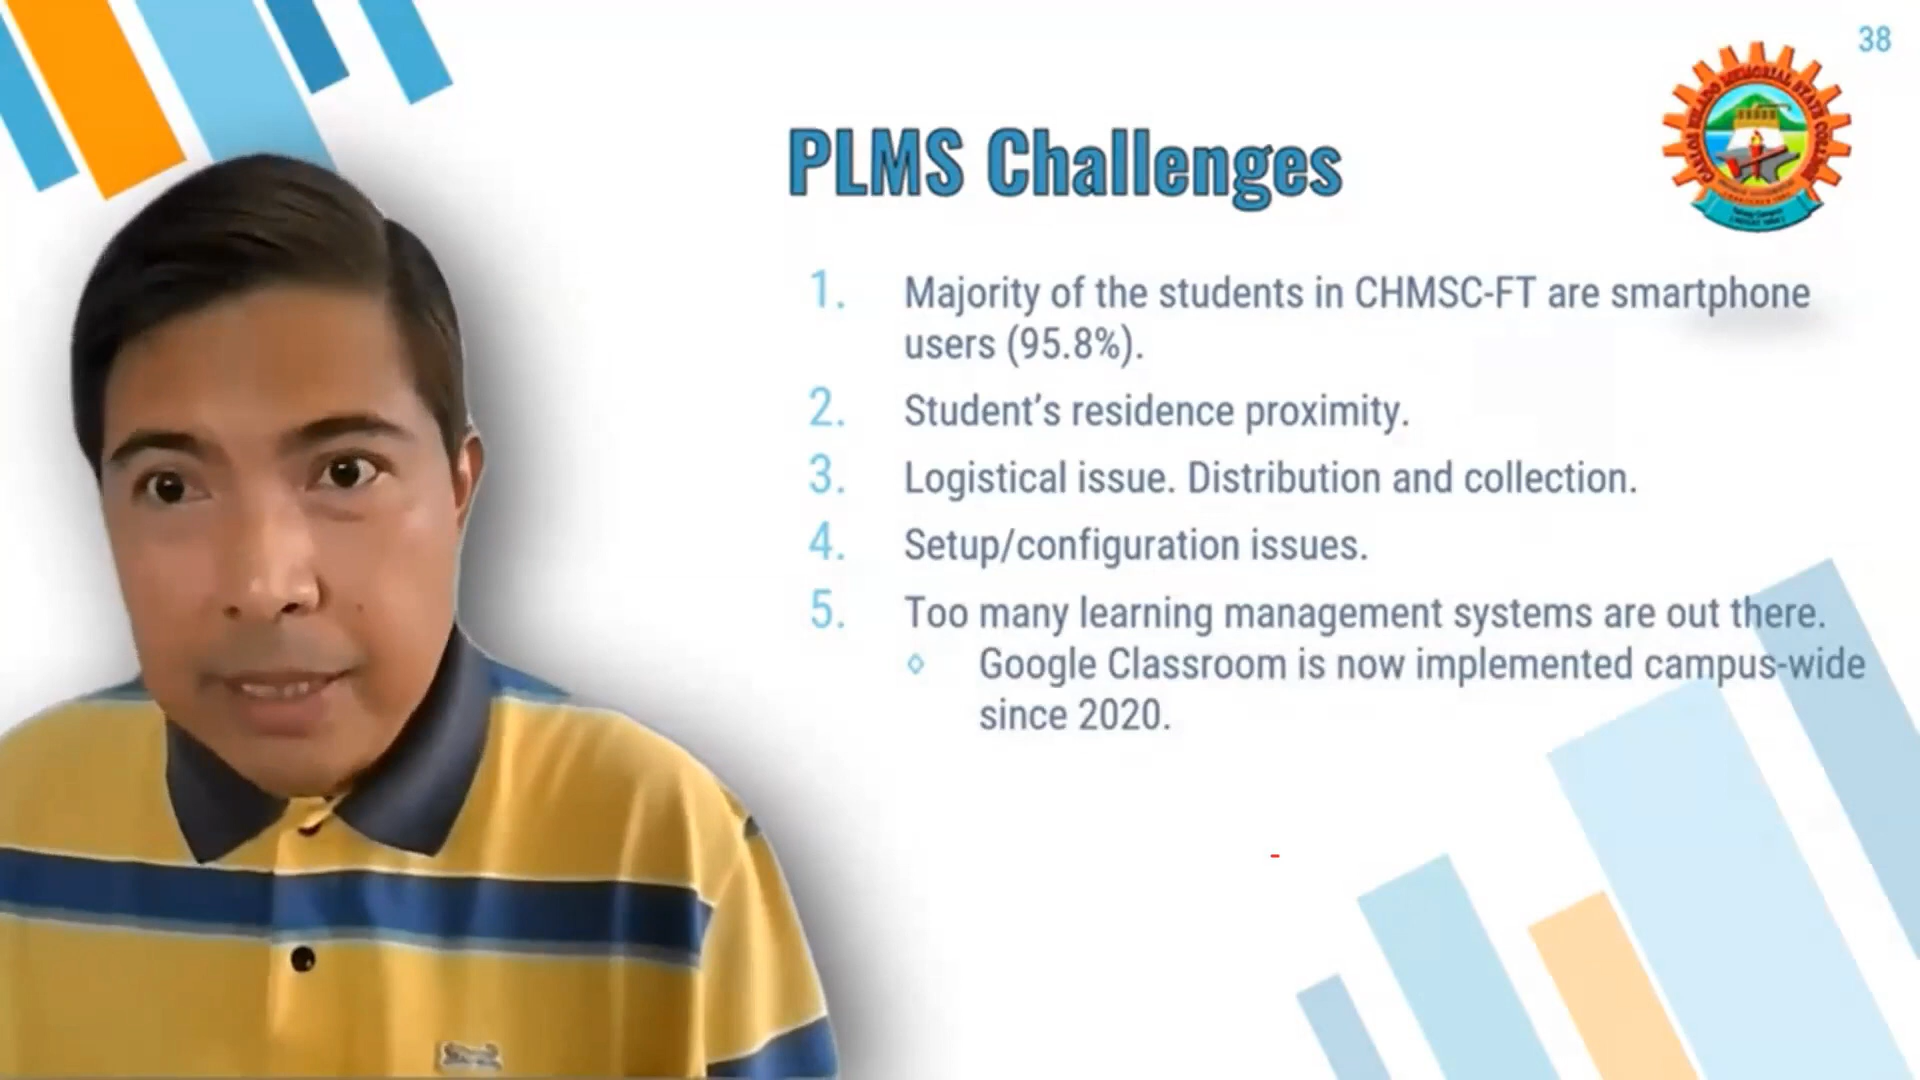 38
PLMS Challenges
1. Majority of the students in CHMSC-FT are smartphone
users (95.8%).
2. Student's residence proximity.
3. Logistical issue. Distribution and collection.
4. Setup/configuration issues.
5. Too many learning management systems are out there.
◇ Google Classroom is now implemented campus-wide
since 2020.